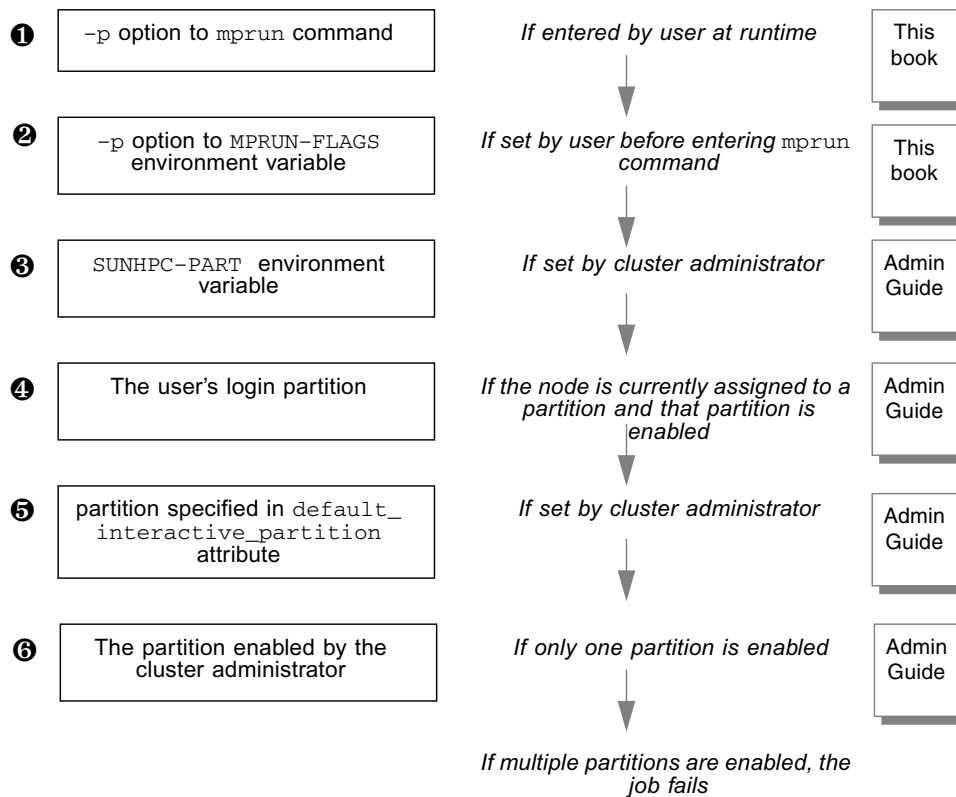 ❶
–p option to mprun command
If entered by user at runtime
This
book
❷
–p option to MPRUN–FLAGS
environment variable
If set by user before entering mprun
command
This
book
❸
SUNHPC–PART environment
variable
If set by cluster administrator
Admin
Guide
❹
The user's login partition
If the node is currently assigned to a
partition and that partition is
enabled
Admin
Guide
❺
partition specified in default_
interactive_partition
attribute
If set by cluster administrator
Admin
Guide
❻
The partition enabled by the
cluster administrator
If only one partition is enabled
Admin
Guide
If multiple partitions are enabled, the
job fails